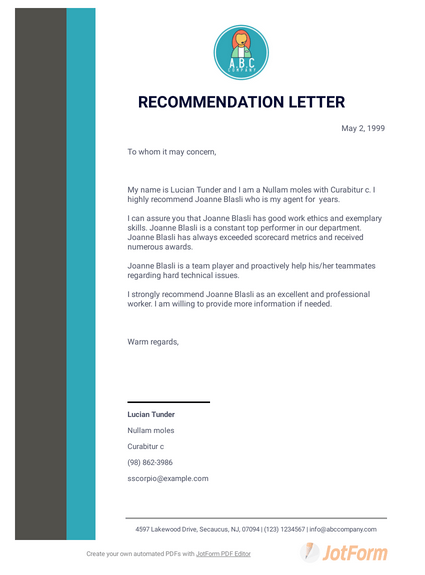 A.B.C
COMPANY
RECOMMENDATION LETTER
May 2, 1999
To whom it may concern,
My name is Lucian Tunder and I am a Nullam moles with Curabitur c. I
highly recommend Joanne Blasli who is my agent for  years.
I can assure you that Joanne Blasli has good work ethics and exemplary
skills. Joanne Blasli is a constant top performer in our department.
Joanne Blasli has always exceeded scorecard metrics and received
numerous awards.
Joanne Blasli is a team player and proactively help his/her teammates
regarding hard technical issues.
I strongly recommend Joanne Blasli as an excellent and professional
worker. I am willing to provide more information if needed.
Warm regards,
Lucian Tunder
Nullam moles
Curabitur c
(98) 862-3986
sscorpio@example.com
4597 Lakewood Drive, Secaucus, NJ, 07094 | (123) 1234567 | info@abccompany.com
Create your own automated PDFs with JotForm PDF Editor
JotForm